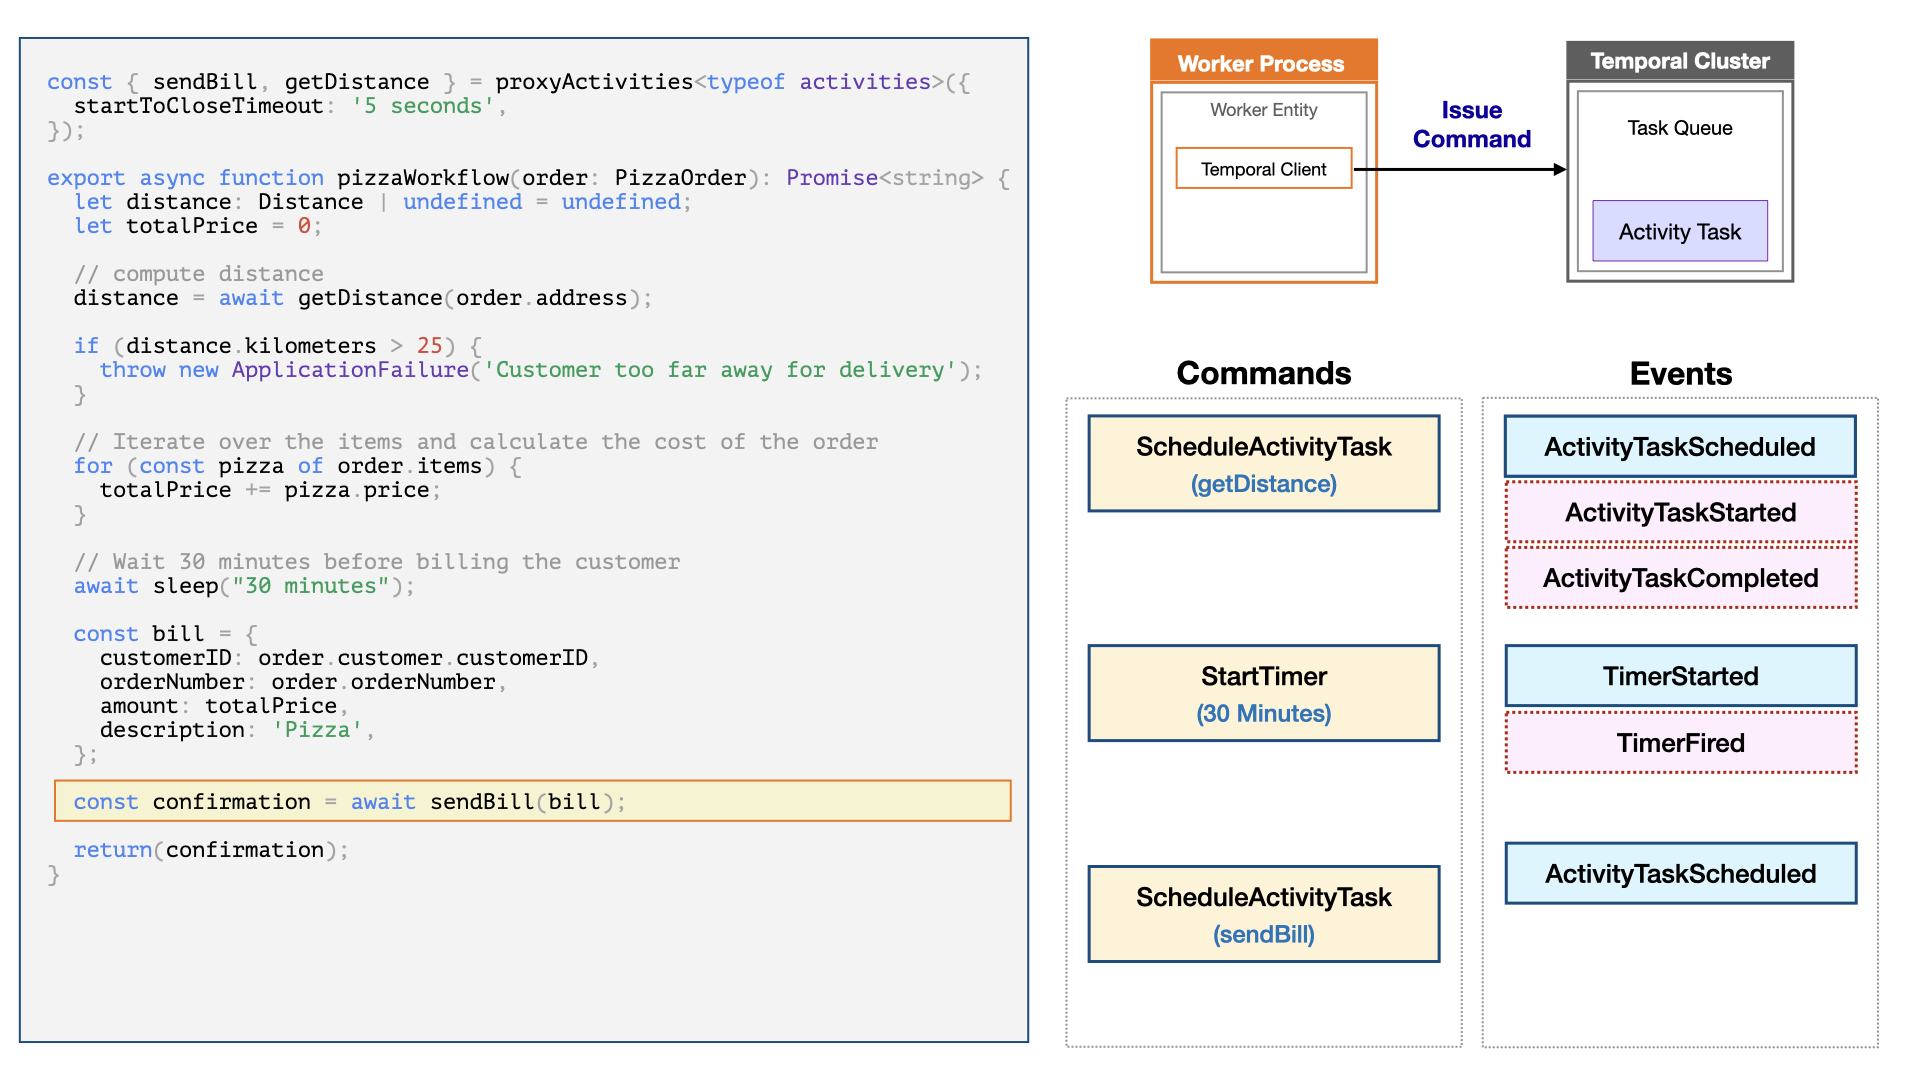 const { sendBill, getDistance } = proxyActivities<typeof activities>({
  startToCloseTimeout: '5 seconds',
});

export async function pizzaWorkflow(order: PizzaOrder): Promise<string> {
  let distance: Distance | undefined = undefined;
  let totalPrice = 0;

  // compute distance
  distance = await getDistance(order.address);

  if (distance.kilometers > 25) {
    throw new ApplicationFailure('Customer too far away for delivery');
  }

  // Iterate over the items and calculate the cost of the order
  for (const pizza of order.items) {
    totalPrice += pizza.price;
  }

  // Wait 30 minutes before billing the customer
  await sleep("30 minutes");

  const bill = {
    customerID: order.customer.customerID,
    orderNumber: order.orderNumber,
    amount: totalPrice,
    description: 'Pizza',
  };

  const confirmation = await sendBill(bill);

  return(confirmation);
}
Worker Process
Worker Entity
Temporal Client
Issue
Command
Temporal Cluster
Task Queue
Activity Task
Commands
ScheduleActivityTask
(getDistance)
StartTimer
(30 Minutes)
ScheduleActivityTask
(sendBill)
Events
ActivityTaskScheduled
ActivityTaskStarted
ActivityTaskCompleted
TimerStarted
TimerFired
ActivityTaskScheduled